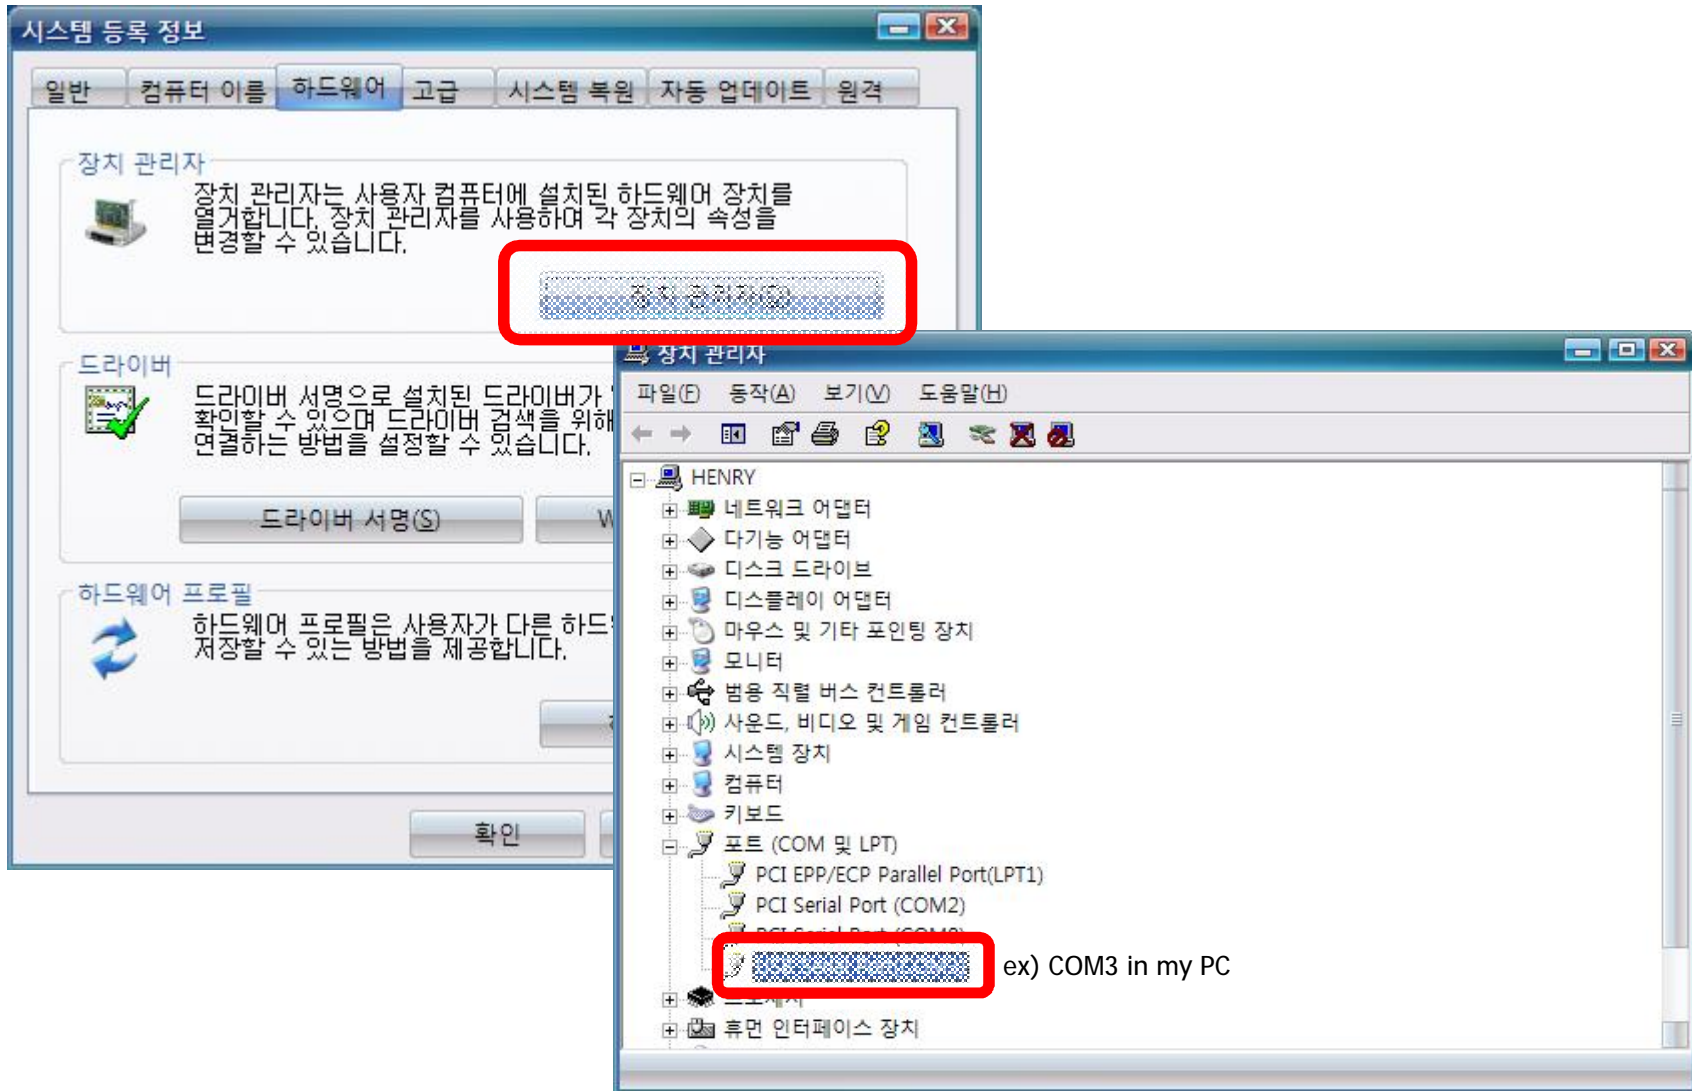 시스템 등록 정보
일반 컴퓨터 이름 하드웨어 고급 시스템 복원 자동 업데이트 원격
장치 관리자
장치 관리자는 사용자 컴퓨터에 설치된 하드웨어 장치를
열거합니다. 장치 관리자를 사용하여 각 장치의 속성을
변경할 수 있습니다.
장치 관리자(D)
드라이버
드라이버 서명으로 설치된 드라이버가
확인할 수 있으며 드라이버 검색을 위해
연결하는 방법을 설정할 수 있습니다.
드라이버 서명(S) W
하드웨어 프로필
하드웨어 프로필은 사용자가 다른 하드
저장할 수 있는 방법을 제공합니다.
확인
장치 관리자
파일(F) 동작(A) 보기(V) 도움말(H)
HENRY
네트워크 어댑터
다기능 어댑터
디스크 드라이브
디스플레이 어댑터
마우스 및 기타 포인팅 장치
모니터
범용 직렬 버스 컨트롤러
사운드, 비디오 및 게임 컨트롤러
시스템 장치
컴퓨터
키보드
포트 (COM 및 LPT)
PCI EPP/ECP Parallel Port(LPT1)
PCI Serial Port (COM2)
PCI Serial Port
ex) COM3 in my PC
프로세서
휴먼 인터페이스 장치